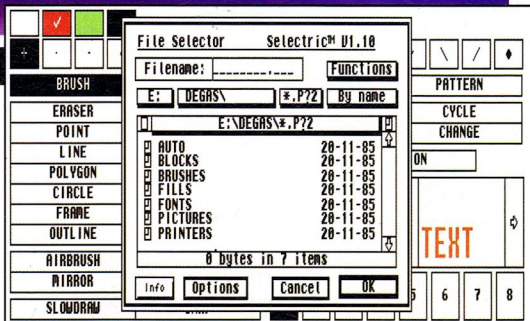 File Selector Selectric™ V1.10
Filename: ________.___ Functions
E: DEGAS\ *.P?2 By name
E:\DEGAS\*.P?2
AUTO 20-11-85
BLOCKS 20-11-85
BRUSHES 20-11-85
FILLS 20-11-85
FONTS 20-11-85
PICTURES 20-11-85
PRINTERS 20-11-85
0 bytes in 7 items
Info Options Cancel OK
BRUSH
ERASER
POINT
LINE
POLYGON
CIRCLE
FRAME
OUTLINE
AIRBRUSH
MIRROR
SLOWDRAW
PATTERN
CYCLE
CHANGE
ON
TEXT
6 7 8